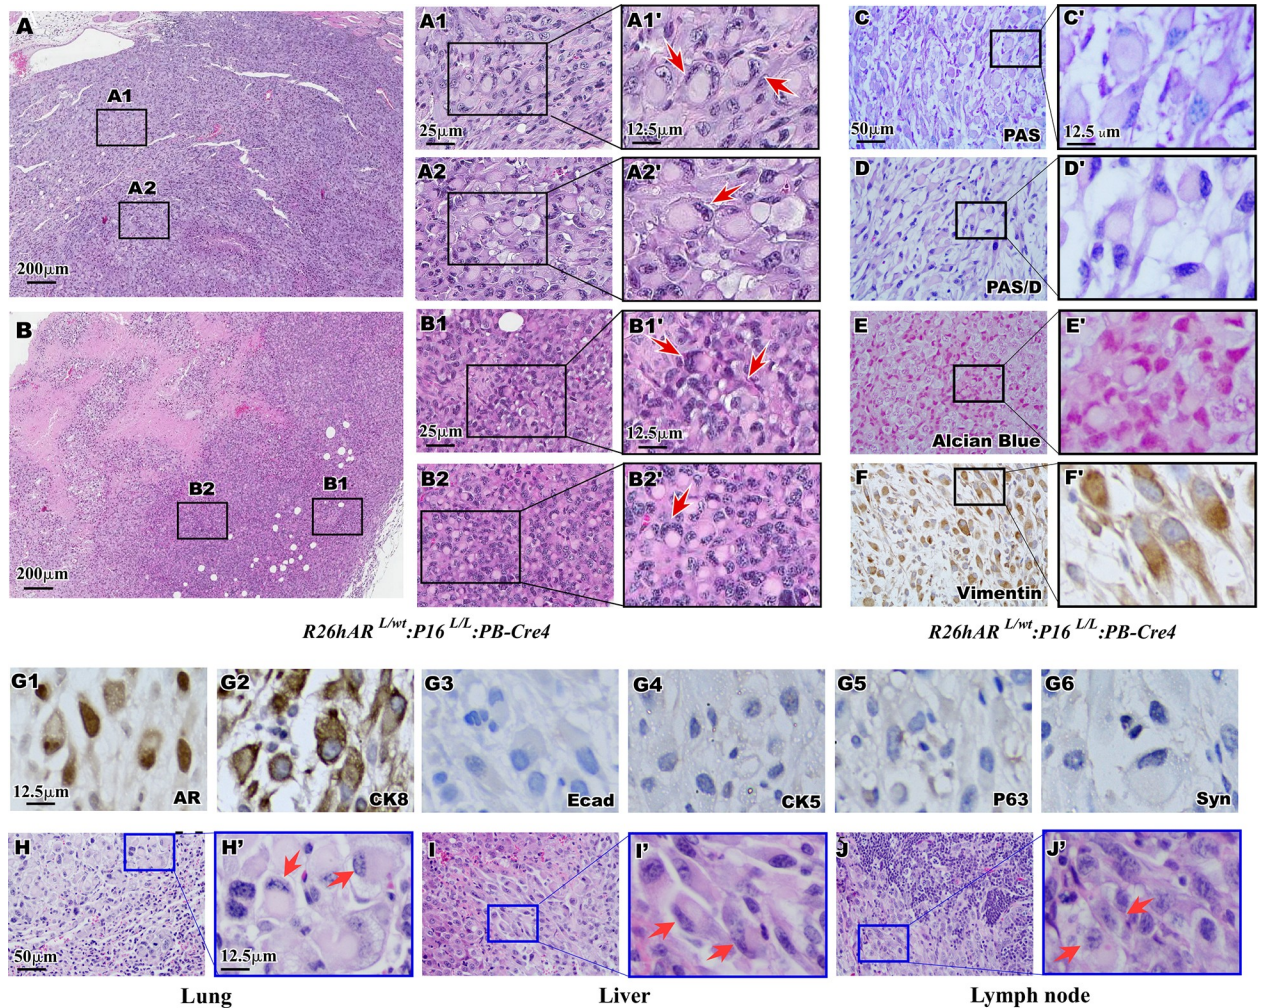 A
A1
A2
200μm
A1
25μm
A1'
12.5μm
A2
A2'
B
B2
B1
200μm
B1
25μm
B1'
12.5μm
B2
B2'
R26hAR L/wt:P16 L/L:PB-Cre4
C
50μm
PAS
C'
12.5 um
D
PAS/D
D'
E
Alcian Blue
E'
F
Vimentin
F'
R26hAR L/wt:P16 L/L:PB-Cre4
G1
12.5μm
AR
G2
CK8
G3
Ecad
G4
CK5
G5
P63
G6
Syn
H
50μm
H’
12.5μm
I
I’
J
J’
Lung
Liver
Lymph node